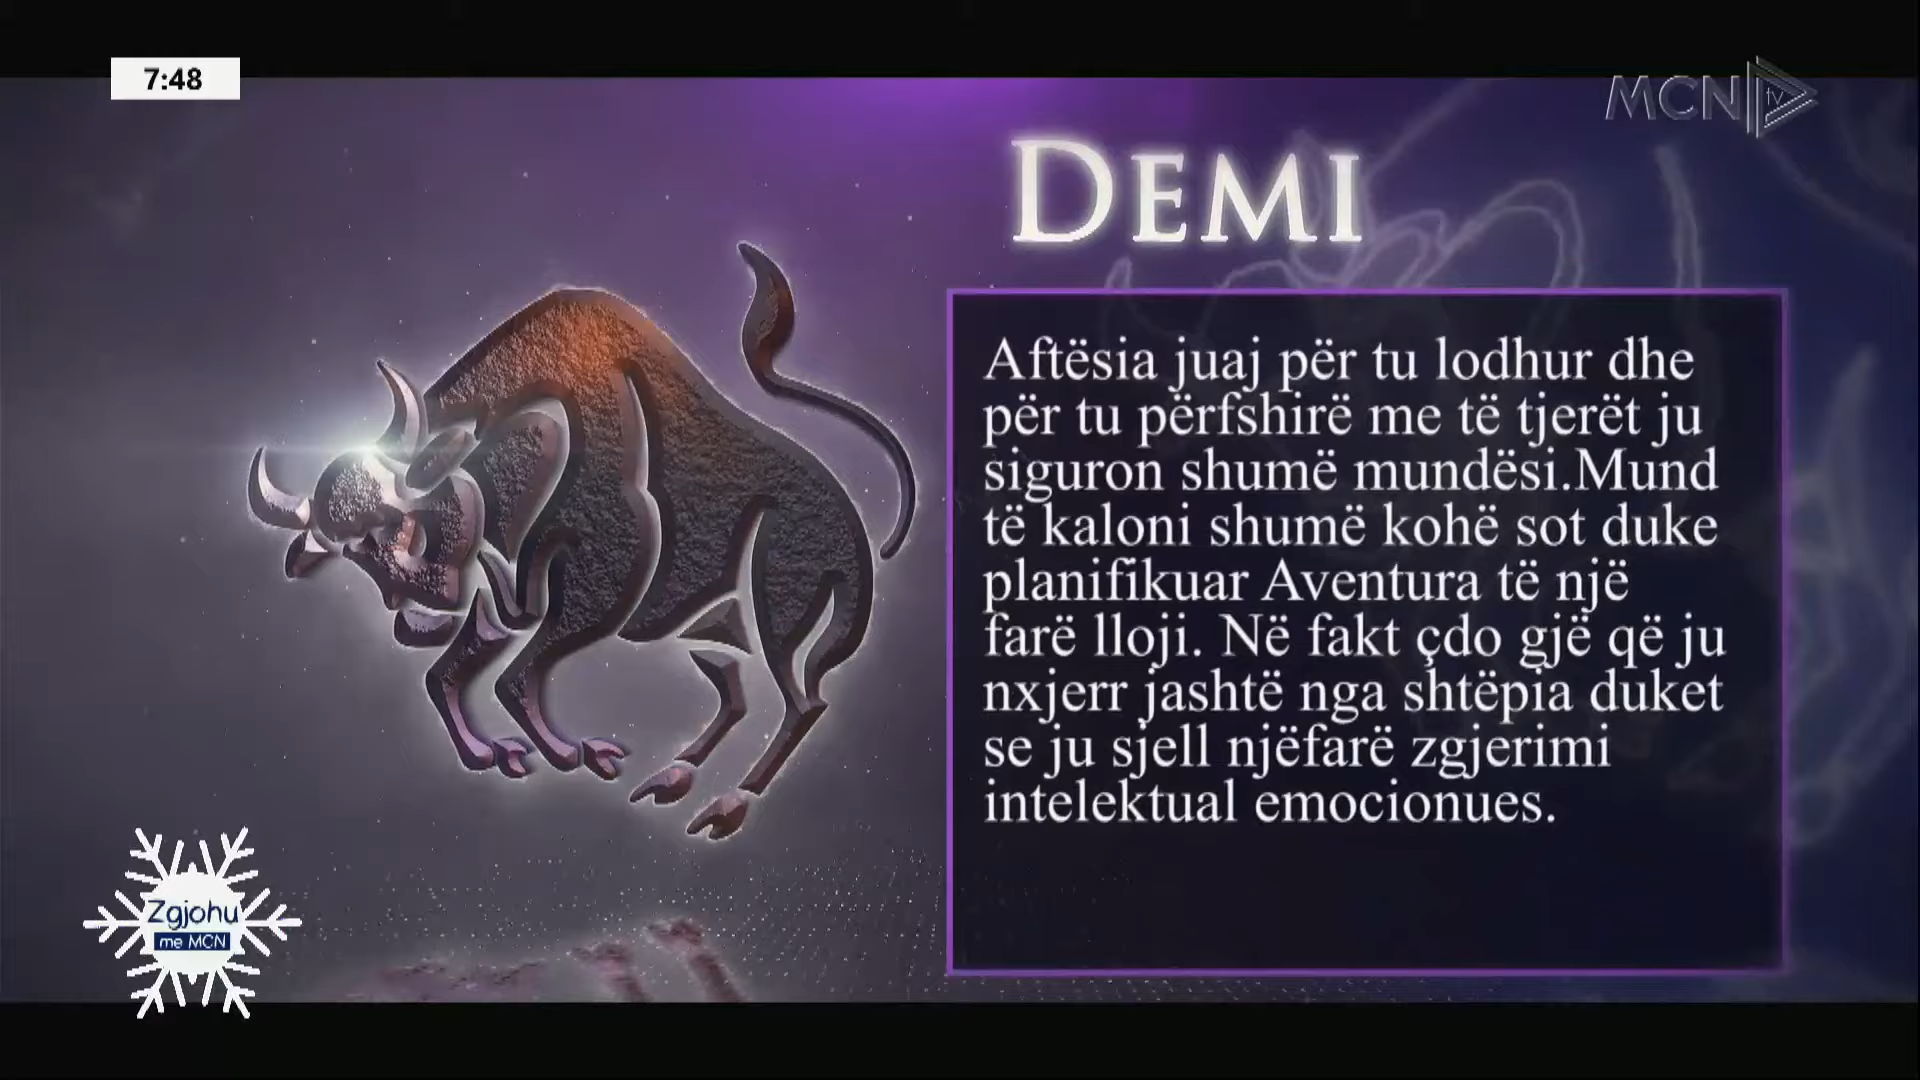 7:48
MCN tv
DEMI
Aftësia juaj për tu lodhur dhe
për tu përfshirë me të tjerët ju
siguron shumë mundësi.Mund
të kaloni shumë kohë sot duke
planifikuar Aventura të një
farë lloji. Në fakt çdo gjë që ju
nxjerr jashtë nga shtëpia duket
se ju sjell njëfarë zgjerimi
intelektual emocionues.
Zgjohu
me MCN